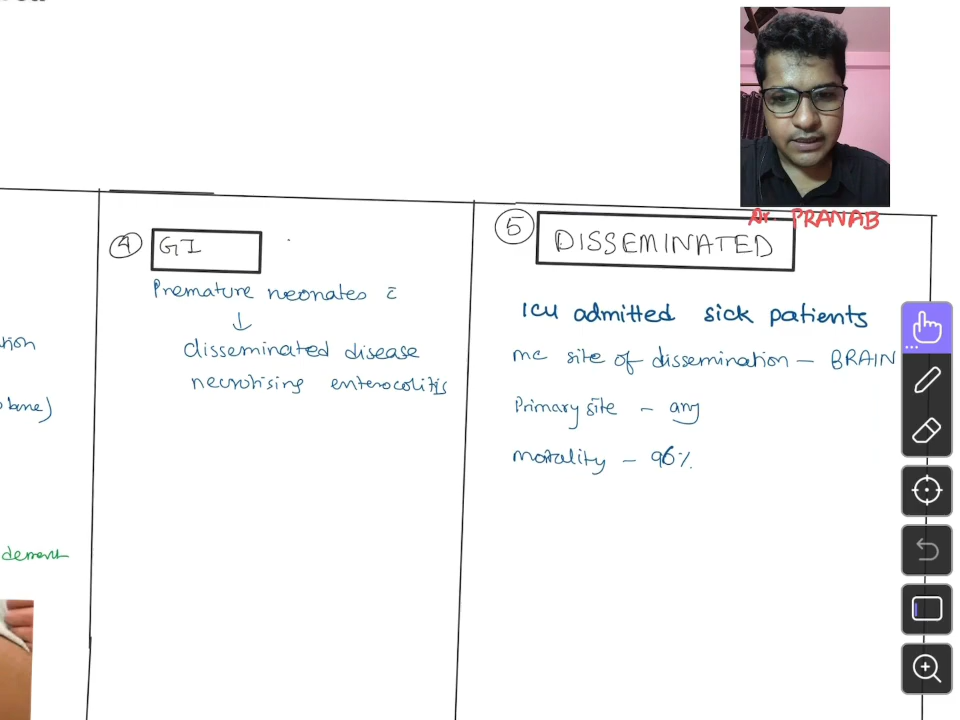 Dr. PRANAB
④ GI
Premature neonates c̄
↓
disseminated disease
necrotising enterocolitis
⑤ DISSEMINATED
ICU admitted sick patients
mc site of dissemination – BRAIN
Primary site – any
Mortality – 96%